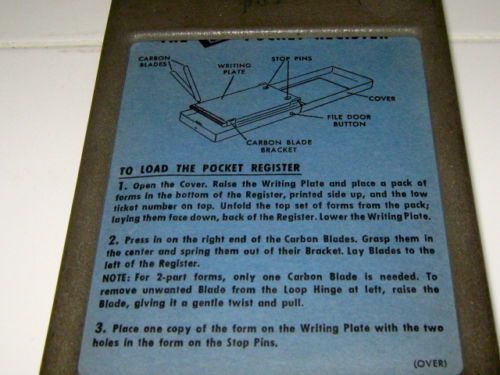 POCKET REGISTER
CARBON
BLADES
WRITING
PLATE
STOP PINS
COVER
FILE DOOR
BUTTON
CARBON BLADE
BRACKET
TO LOAD THE POCKET REGISTER
1. Open the Cover. Raise the Writing Plate and place a pack of
forms in the bottom of the Register, printed side up, and the low
ticket number on top. Unfold the top set of forms from the pack;
laying them face down, back of the Register. Lower the Writing Plate.
2. Press in on the right end of the Carbon Blades. Grasp them in
the center and spring them out of their Bracket. Lay Blades to the
left of the Register.
NOTE: For 2-part forms, only one Carbon Blade is needed. To
remove unwanted Blade from the Loop Hinge at left, raise the
Blade, giving it a gentle twist and pull.
3. Place one copy of the form on the Writing Plate with the two
holes in the form on the Stop Pins.
(OVER)